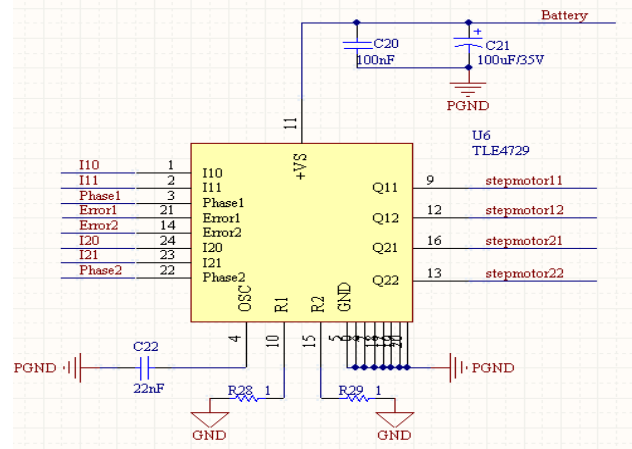 Battery
C20
100nF
C21
100uF/35V
PGND
11
U6
TLE4729
+VS
I10 1 I10
I11 2 I11
Phase1 3 Phase1
Error1 21 Error1
Error2 14 Error2
I20 24 I20
I21 23 I21
Phase2 22 Phase2
Q11 9 stepmotor11
Q12 12 stepmotor12
Q21 16 stepmotor21
Q22 13 stepmotor22
OSC R1 R2 GND
4 10 15 5 6
C22
PGND
22nF
PGND
R28 1
R29 1
GND
GND